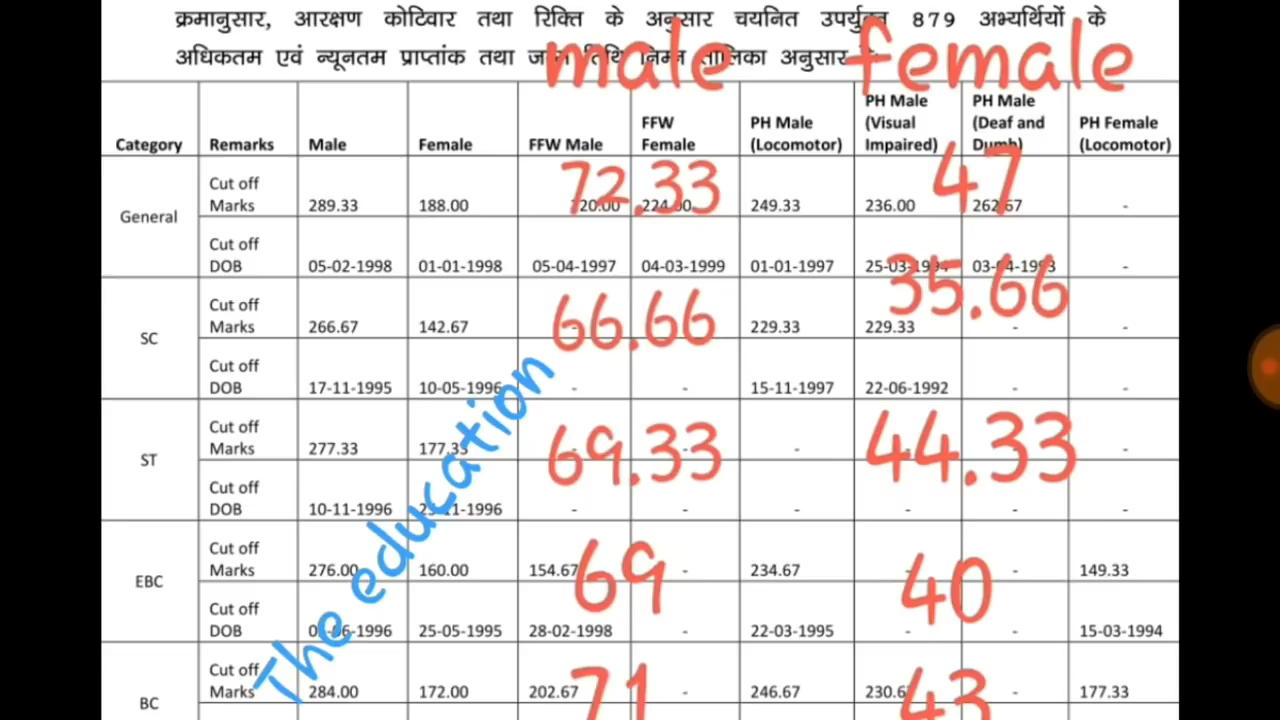 क्रमानुसार, आरक्षण कोटिवार तथा रिक्ति के अनुसार चयनित उपर्युक्त 879 अभ्यर्थियों के
अधिकतम एवं न्यूनतम प्राप्तांक तथा निम्न तालिका अनुसार
male female
Category Remarks Male Female FFW Male FFW Female PH Male (Locomotor) PH Male (Visual Impaired) PH Male (Deaf and Dumb) PH Female (Locomotor)
General Cut off Marks 289.33 188.00 224.00 249.33 236.00 262.67 -
72.33 47
Cut off DOB 05-02-1998 01-01-1998 05-04-1997 04-03-1999 01-01-1997 -
35.66
SC Cut off Marks 266.67 142.67 229.33 229.33 - -
66.66
Cut off DOB 17-11-1995 10-05-1996 - - 15-11-1997 22-06-1992 - -
ST Cut off Marks 277.33 177.33 - -
69.33 44.33
Cut off DOB 10-11-1996 - - - - - -
EBC Cut off Marks 276.00 160.00 154.67 - 234.67 - 149.33
69 40
Cut off DOB 25-05-1995 28-02-1998 - 22-03-1995 - - 15-03-1994
BC Cut off Marks 284.00 172.00 202.67 - 246.67 - 177.33
71 43
The education